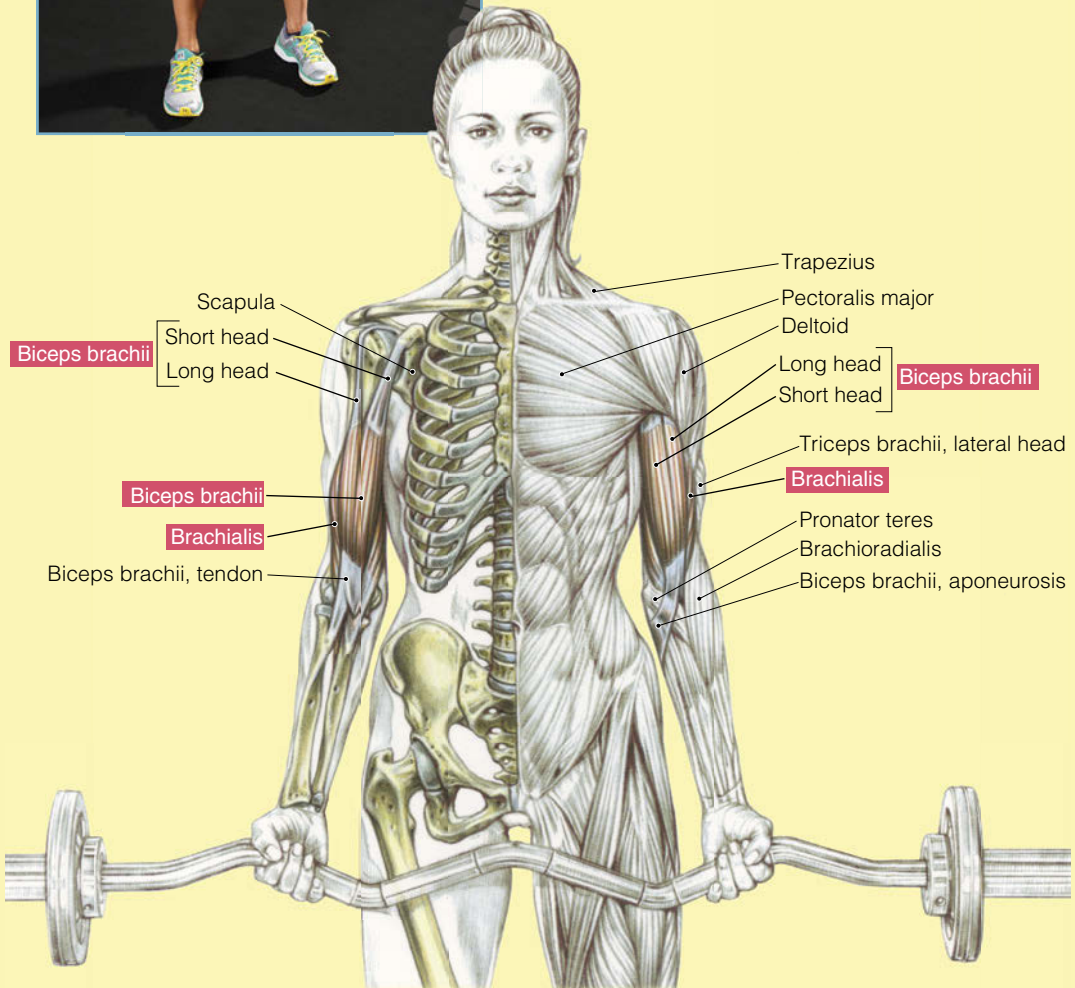 Scapula
Short head
Biceps brachii
Long head
Biceps brachii
Brachialis
Biceps brachii, tendon
Trapezius
Pectoralis major
Deltoid
Long head
Biceps brachii
Short head
Triceps brachii, lateral head
Brachialis
Pronator teres
Brachioradialis
Biceps brachii, aponeurosis